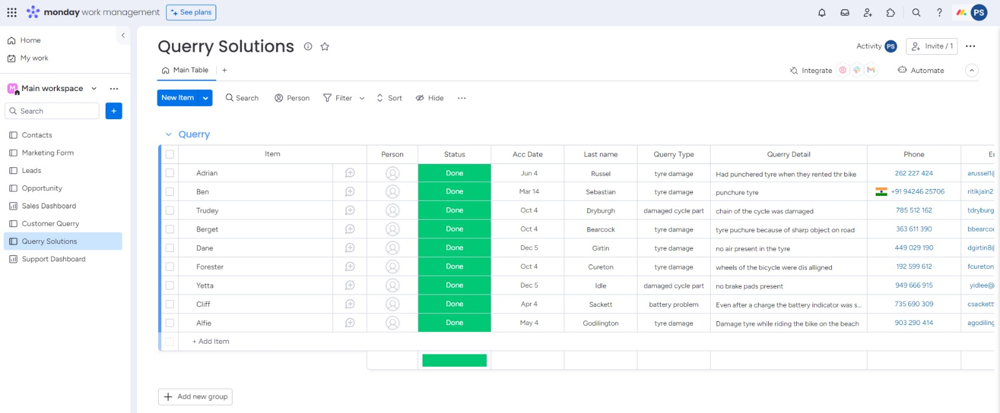 monday work management See plans PS
Home
My work
Main workspace
Search
Contacts
Marketing Form
Leads
Opportunity
Sales Dashboard
Customer Querry
Querry Solutions
Support Dashboard
Querry Solutions Activity PS Invite / 1
Main Table + Integrate Automate
New Item Search Person Filter Sort Hide
Querry
Item Person Status Acc Date Last name Querry Type Querry Detail Phone
Adrian Done Jun 4 Russel tyre damage Had punchered tyre when they rented thr bike 262 227 424 arussel1@
Ben Done Mar 14 Sebastian tyre damage punchure tyre +91 94246 25706 ritikjain2
Trudey Done Oct 4 Dryburgh damaged cycle part chain of the cycle was damaged 785 512 162 tdryburg
Berget Done Oct 4 Bearcock tyre damage tyre puchure because of sharp object on road 363 611 390 bbearcoc
Dane Done Dec 5 Girtin tyre damage no air present in the tyre 449 029 190 dgirtin8@
Forester Done Oct 4 Cureton tyre damage wheels of the bicycle were dis alligned 192 599 612 fcureton
Yetta Done Dec 5 Idle damaged cycle part no brake pads present 949 666 915 yidlee@
Cliff Done Apr 4 Sackett battery problem Even after a charge the battery indicator was s... 735 690 309 csackett
Alfie Done May 4 Godilington tyre damage Damage tyre while riding the bike on the beach 903 290 414 agodiling
+ Add Item
+ Add new group